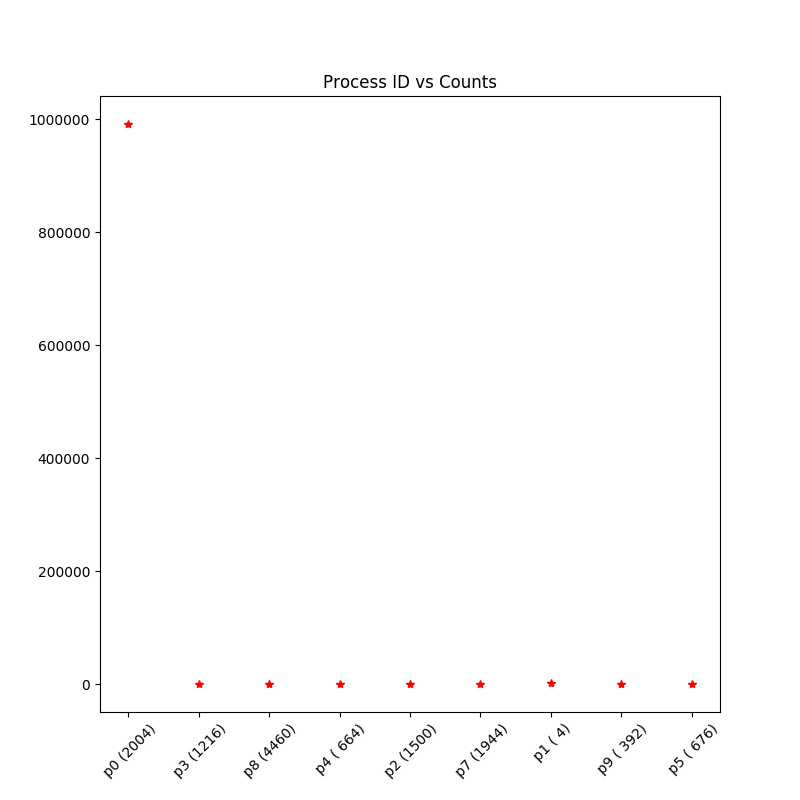 Process ID vs Counts
1000000
800000
600000
400000
200000
0
p0 (2004)
p3 (1216)
p8 (4460)
p4 ( 664)
p2 (1500)
p7 (1944)
p1 ( 4)
p9 ( 392)
p5 ( 676)